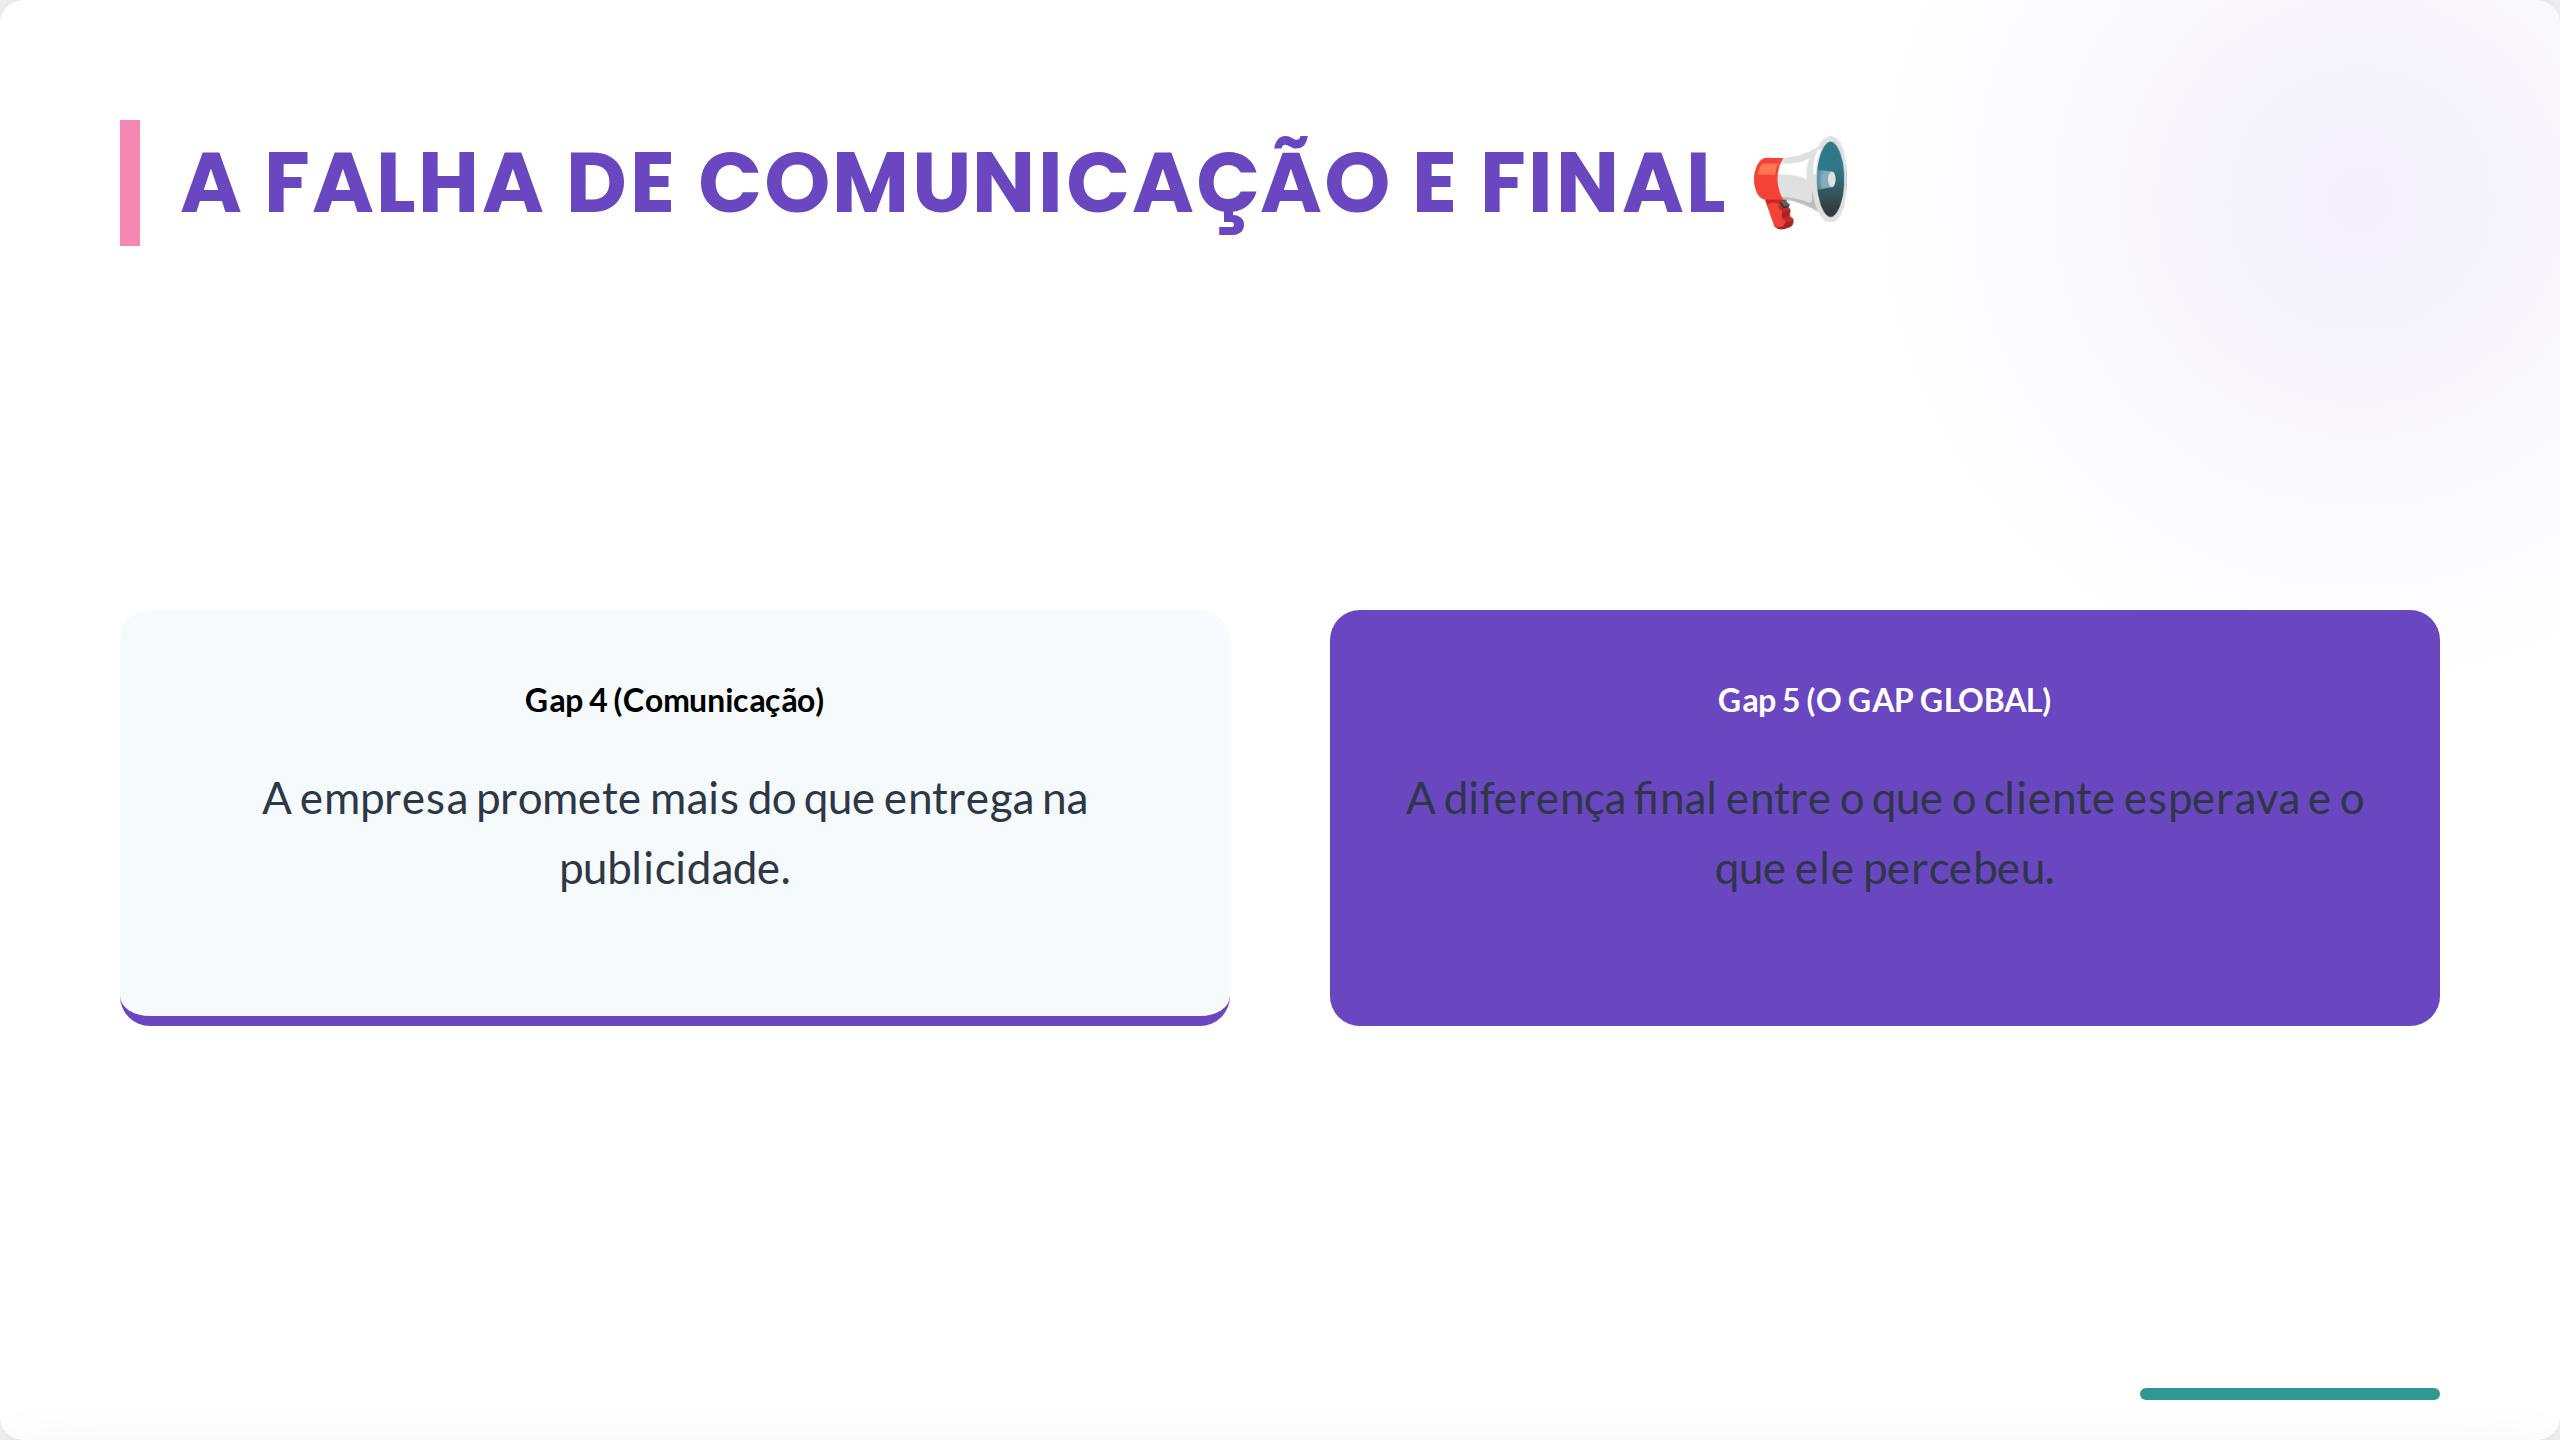 A FALHA DE COMUNICAÇÃO E FINAL 📢
Gap 4 (Comunicação)
A empresa promete mais do que entrega na
publicidade.
Gap 5 (O GAP GLOBAL)
A diferença final entre o que o cliente esperava e o
que ele percebeu.